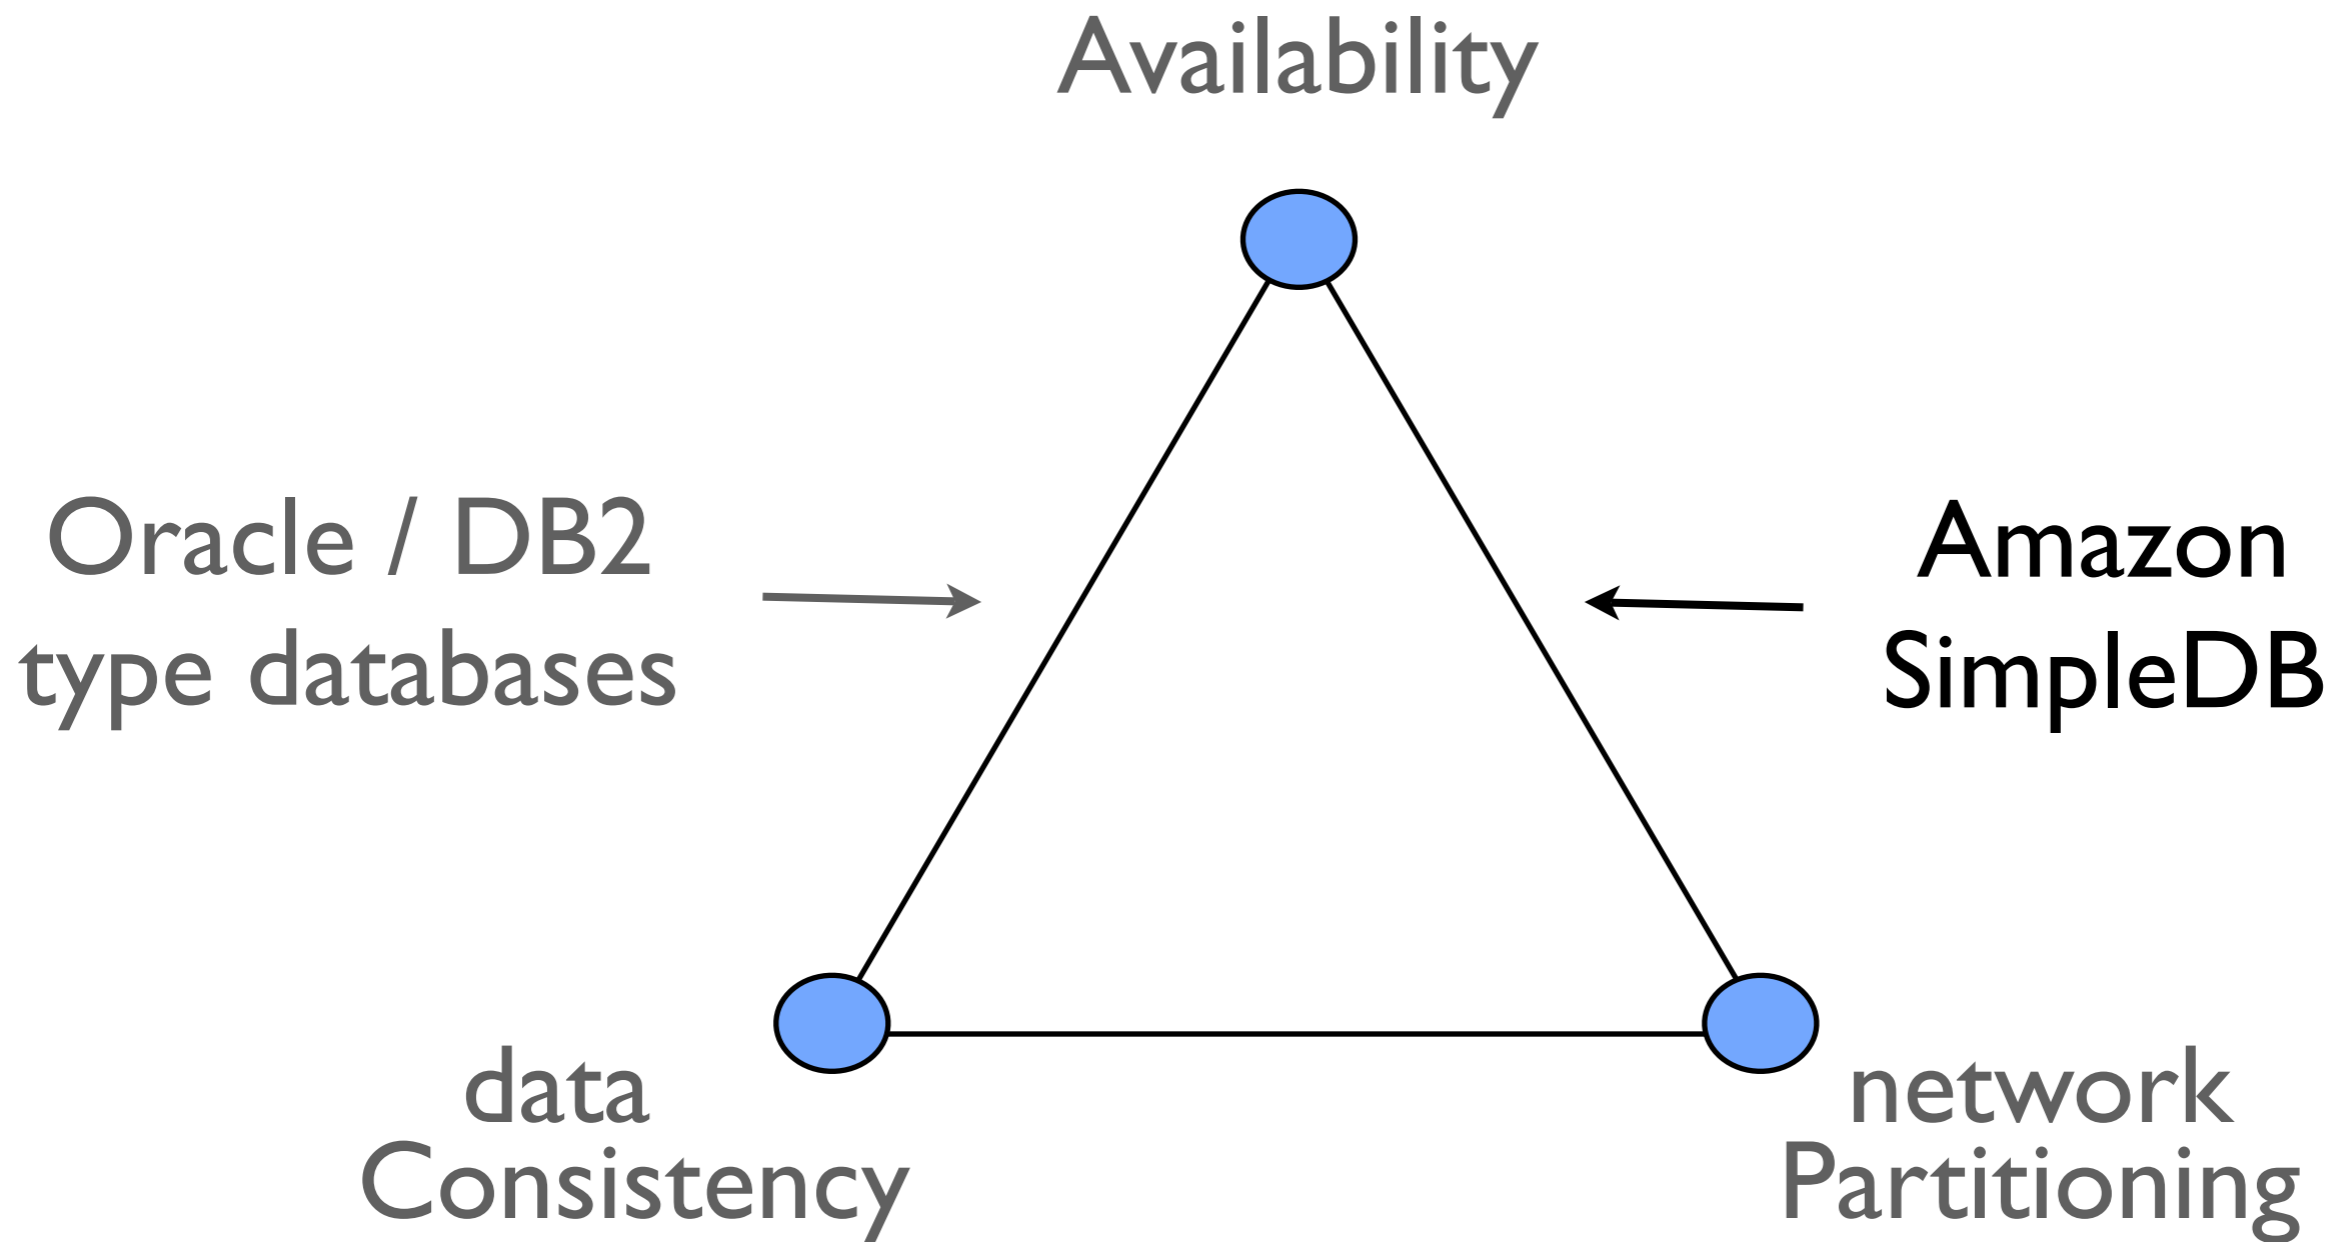 Availability
Oracle / DB2
type databases
Amazon
SimpleDB
data
Consistency
network
Partitioning